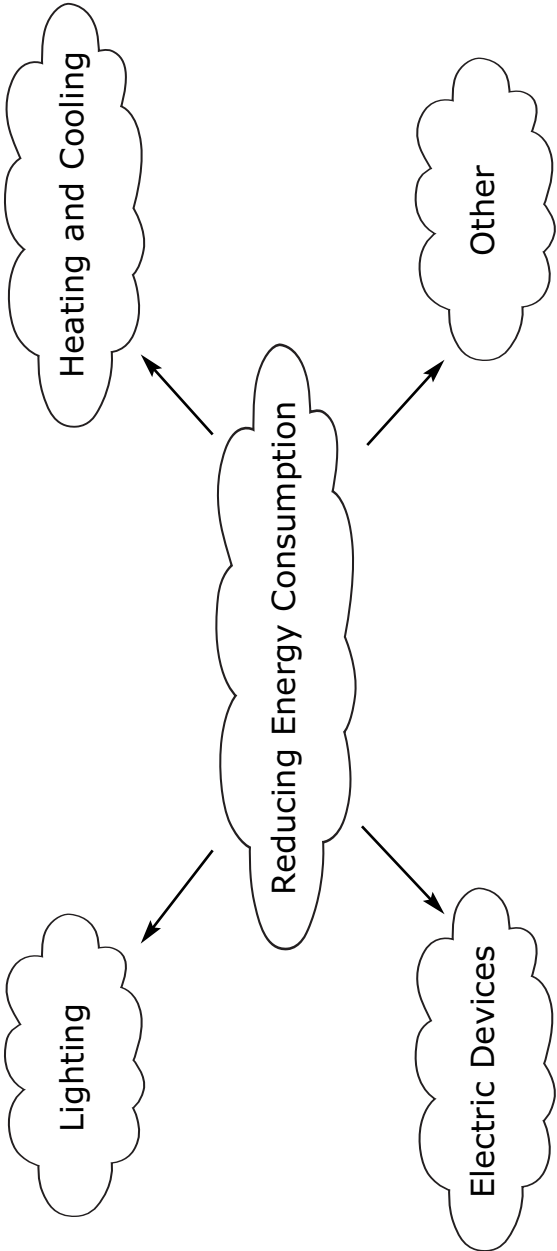 Lighting
Heating and Cooling
Reducing Energy Consumption
Electric Devices
Other